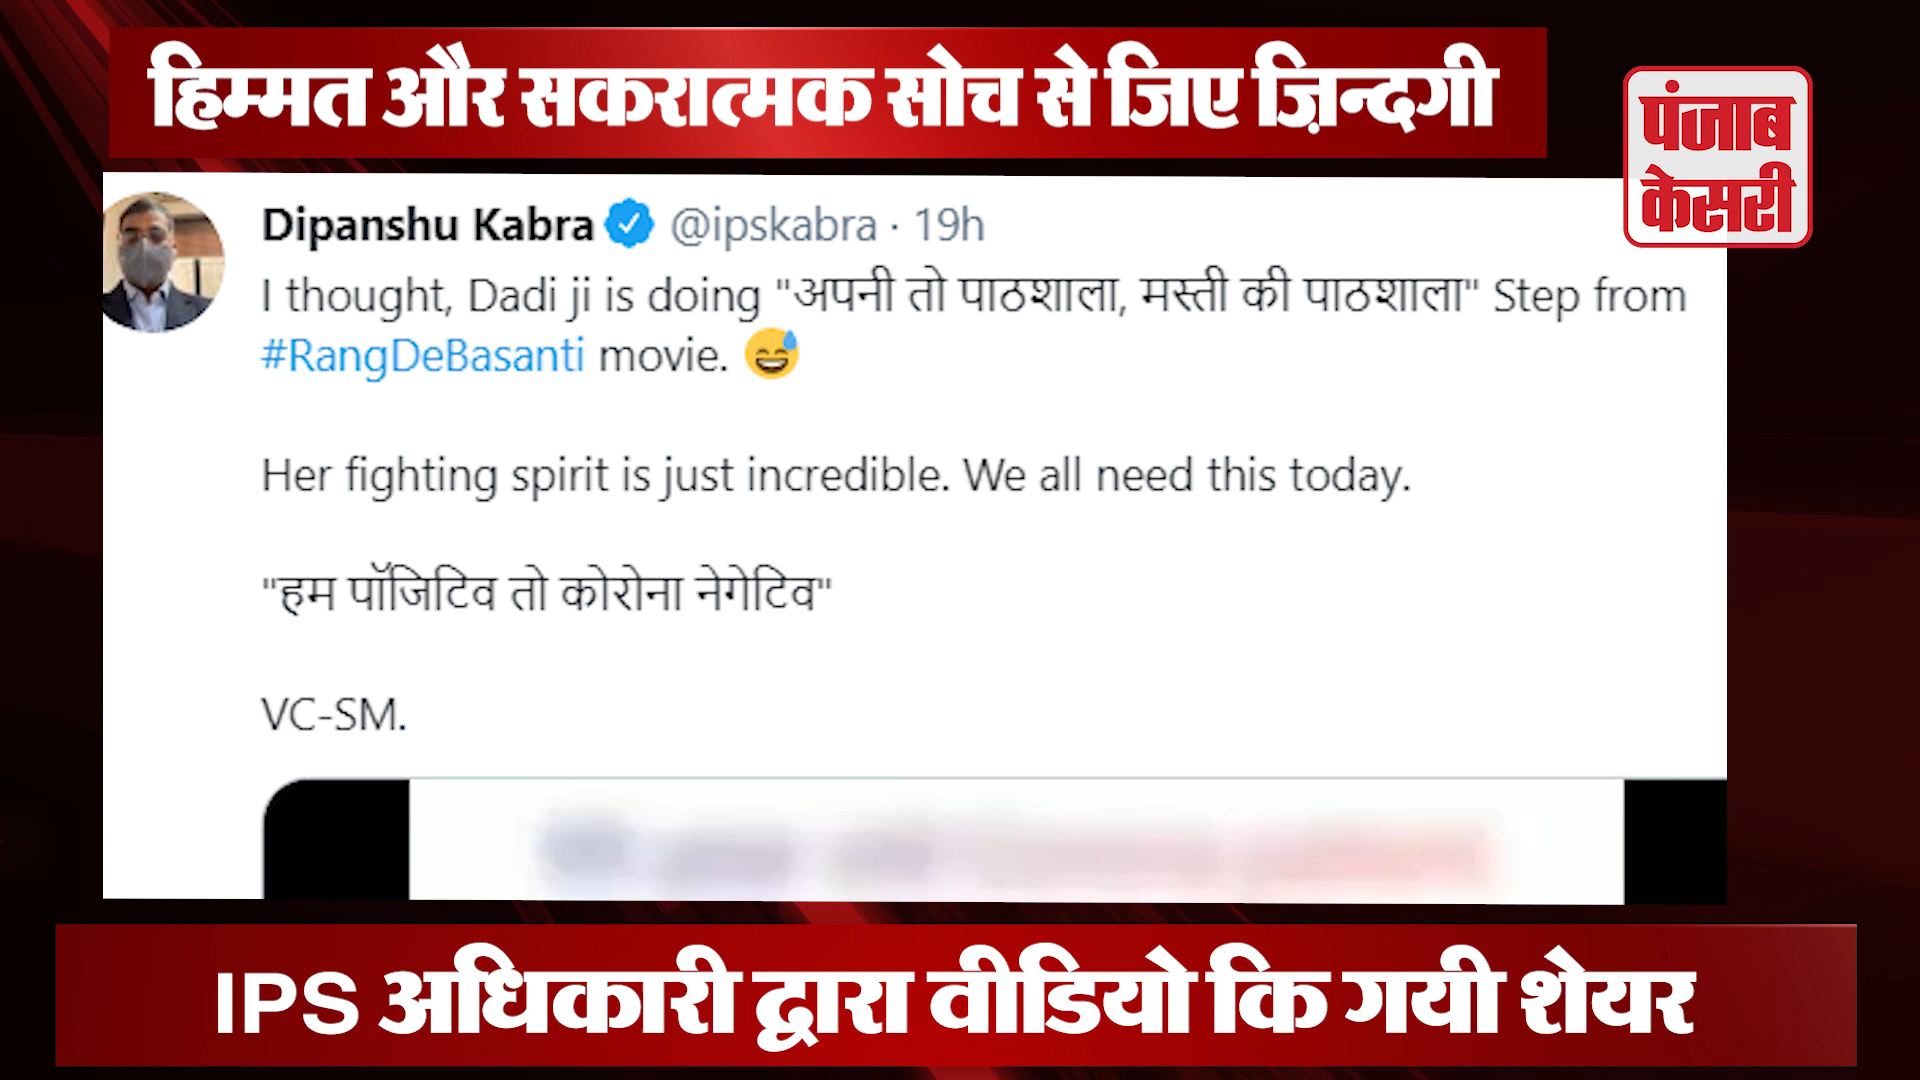 हिम्मत और सकरात्मक सोच से जिए ज़िन्दगी
पंजाब
केसरी
Dipanshu Kabra @ipskabra · 19h
I thought, Dadi ji is doing "अपनी तो पाठशाला, मस्ती की पाठशाला" Step from
#RangDeBasanti movie. 😅
Her fighting spirit is just incredible. We all need this today.
"हम पॉजिटिव तो कोरोना नेगेटिव"
VC-SM.
IPS अधिकारी द्वारा वीडियो कि गयी शेयर